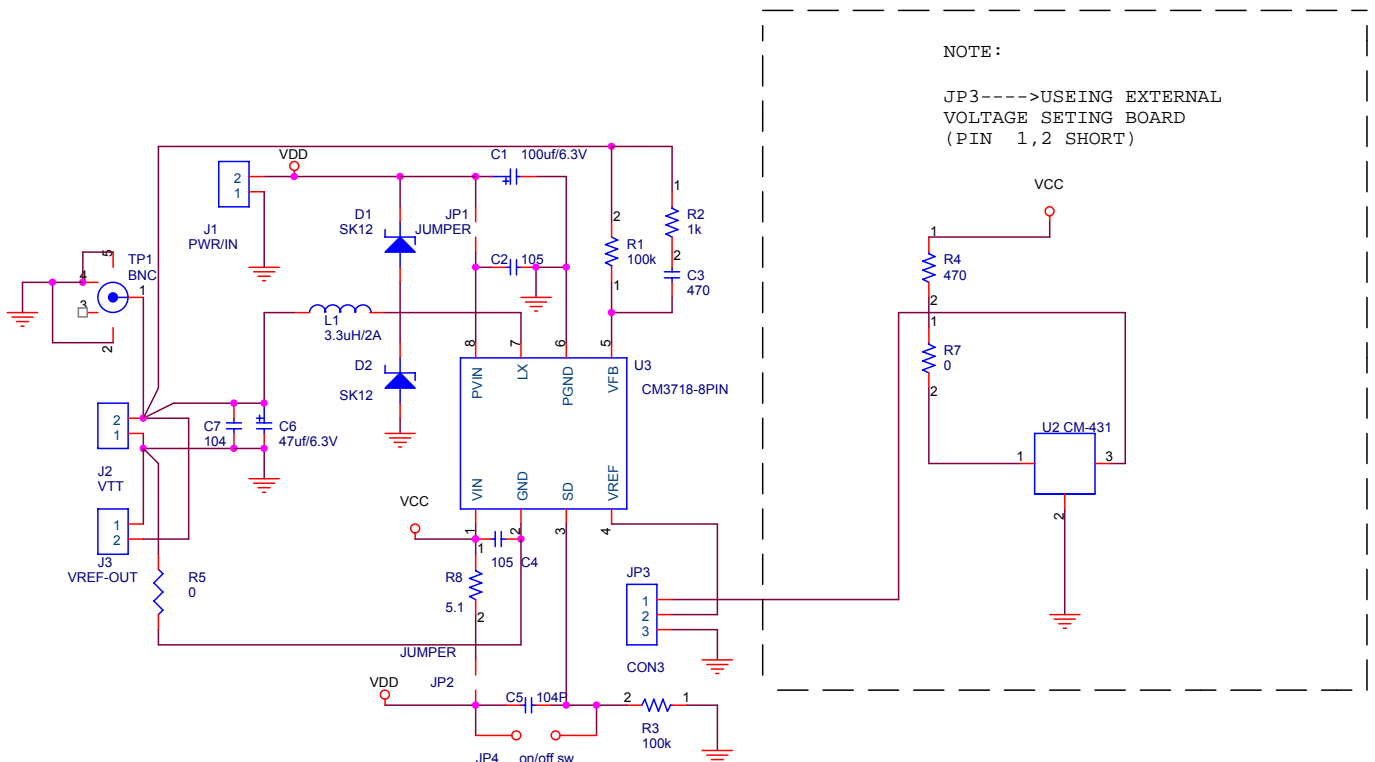 NOTE:
JP3---->USEING EXTERNAL
VOLTAGE SETING BOARD
(PIN 1,2 SHORT)
VDD
C1 100uf/6.3V
VCC
2
1
J1
PWR/IN
D1
SK12
JP1
JUMPER
2
R1
100k
1
1
R2
1k
2
C3
470
1
R4
470
2
C2 105
5
TP1
BNC
4
3
1
2
L1
3.3uH/2A
8
7
6
5
U3
CM3718-8PIN
PVIN
LX
PGND
VFB
1
R7
0
2
D2
SK12
2
1
J2
VTT
C7
104
C6
47uf/6.3V
U2 CM-431
1
3
2
VIN
GND
SD
VREF
1
2
3
4
VCC
1
2
J3
VREF-OUT
R5
0
1
105 C4
R8
5.1
2
JP3
1
2
3
CON3
JUMPER
JP2
VDD
C5 104P
2
1
R3
100k
JP4 on/off sw